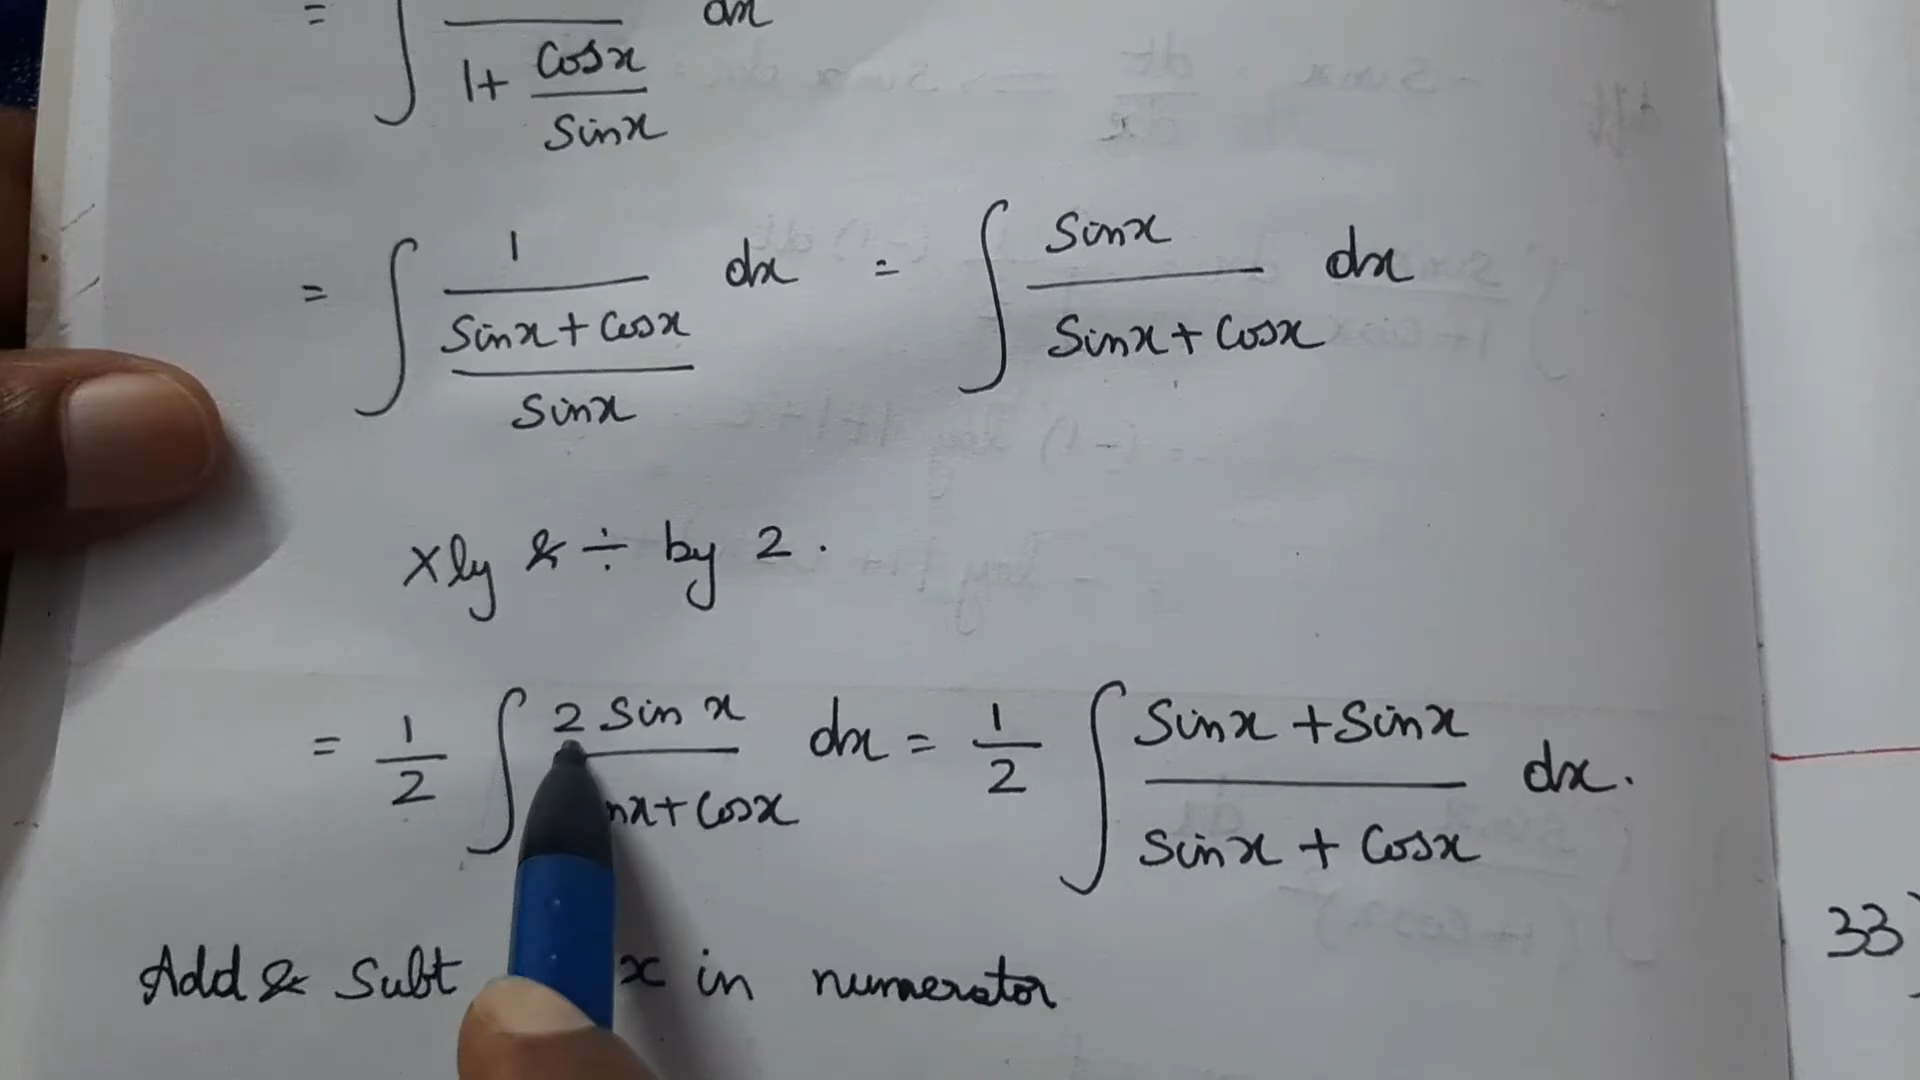 = ∫ ─── dx
1+ Cosx/Sinx
= ∫ 1/((Sinx + Cosx)/Sinx) dx = ∫ Sinx/(Sinx + Cosx) dx
xly & ÷ by 2.
= 1/2 ∫ 2 Sin x/(nx + Cosx) dx = 1/2 ∫ (Sinx + Sinx)/(Sinx + Cosx) dx.
Add & Subt x in numerator
33)